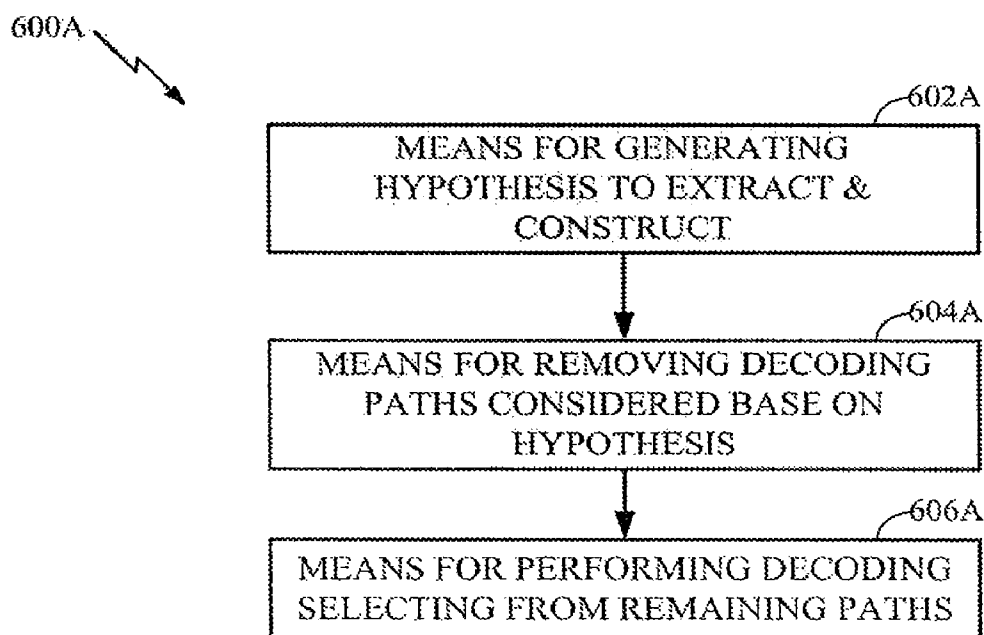 600A
602A
MEANS FOR GENERATING
HYPOTHESIS TO EXTRACT &
CONSTRUCT
604A
MEANS FOR REMOVING DECODING
PATHS CONSIDERED BASE ON
HYPOTHESIS
606A
MEANS FOR PERFORMING DECODING
SELECTING FROM REMAINING PATHS